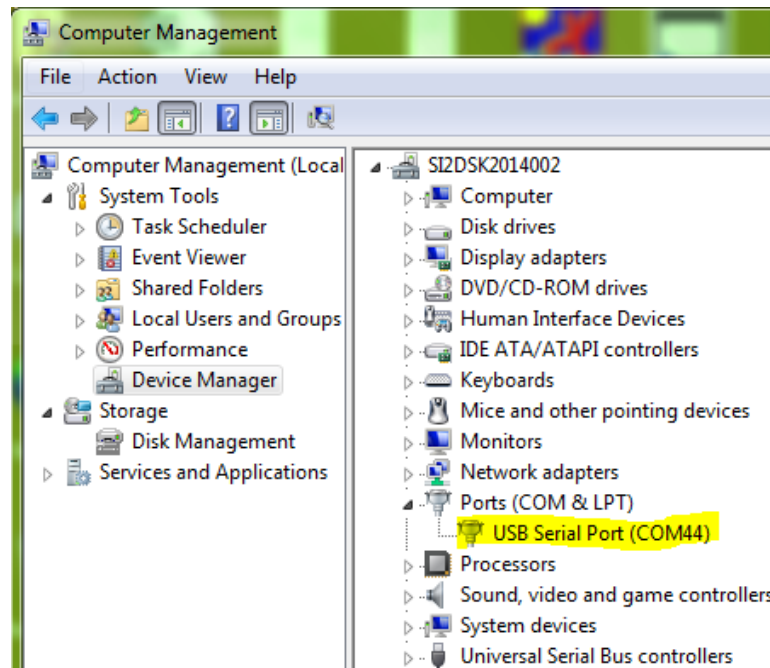 Computer Management
File Action View Help
Computer Management (Local
System Tools
Task Scheduler
Event Viewer
Shared Folders
Local Users and Groups
Performance
Device Manager
Storage
Disk Management
Services and Applications
SI2DSK2014002
Computer
Disk drives
Display adapters
DVD/CD-ROM drives
Human Interface Devices
IDE ATA/ATAPI controllers
Keyboards
Mice and other pointing devices
Monitors
Network adapters
Ports (COM & LPT)
USB Serial Port (COM44)
Processors
Sound, video and game controllers
System devices
Universal Serial Bus controllers